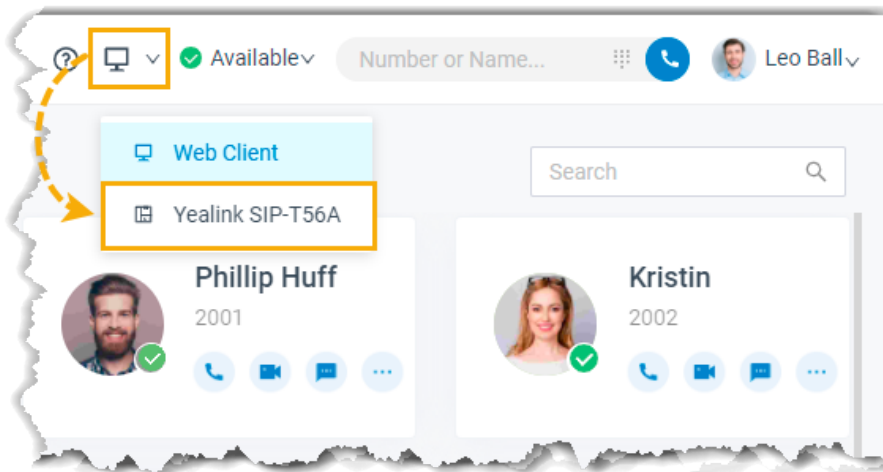 Available
Number or Name...
Leo Ball
Web Client
Search
Yealink SIP-T56A
Phillip Huff
Kristin
2001
2002